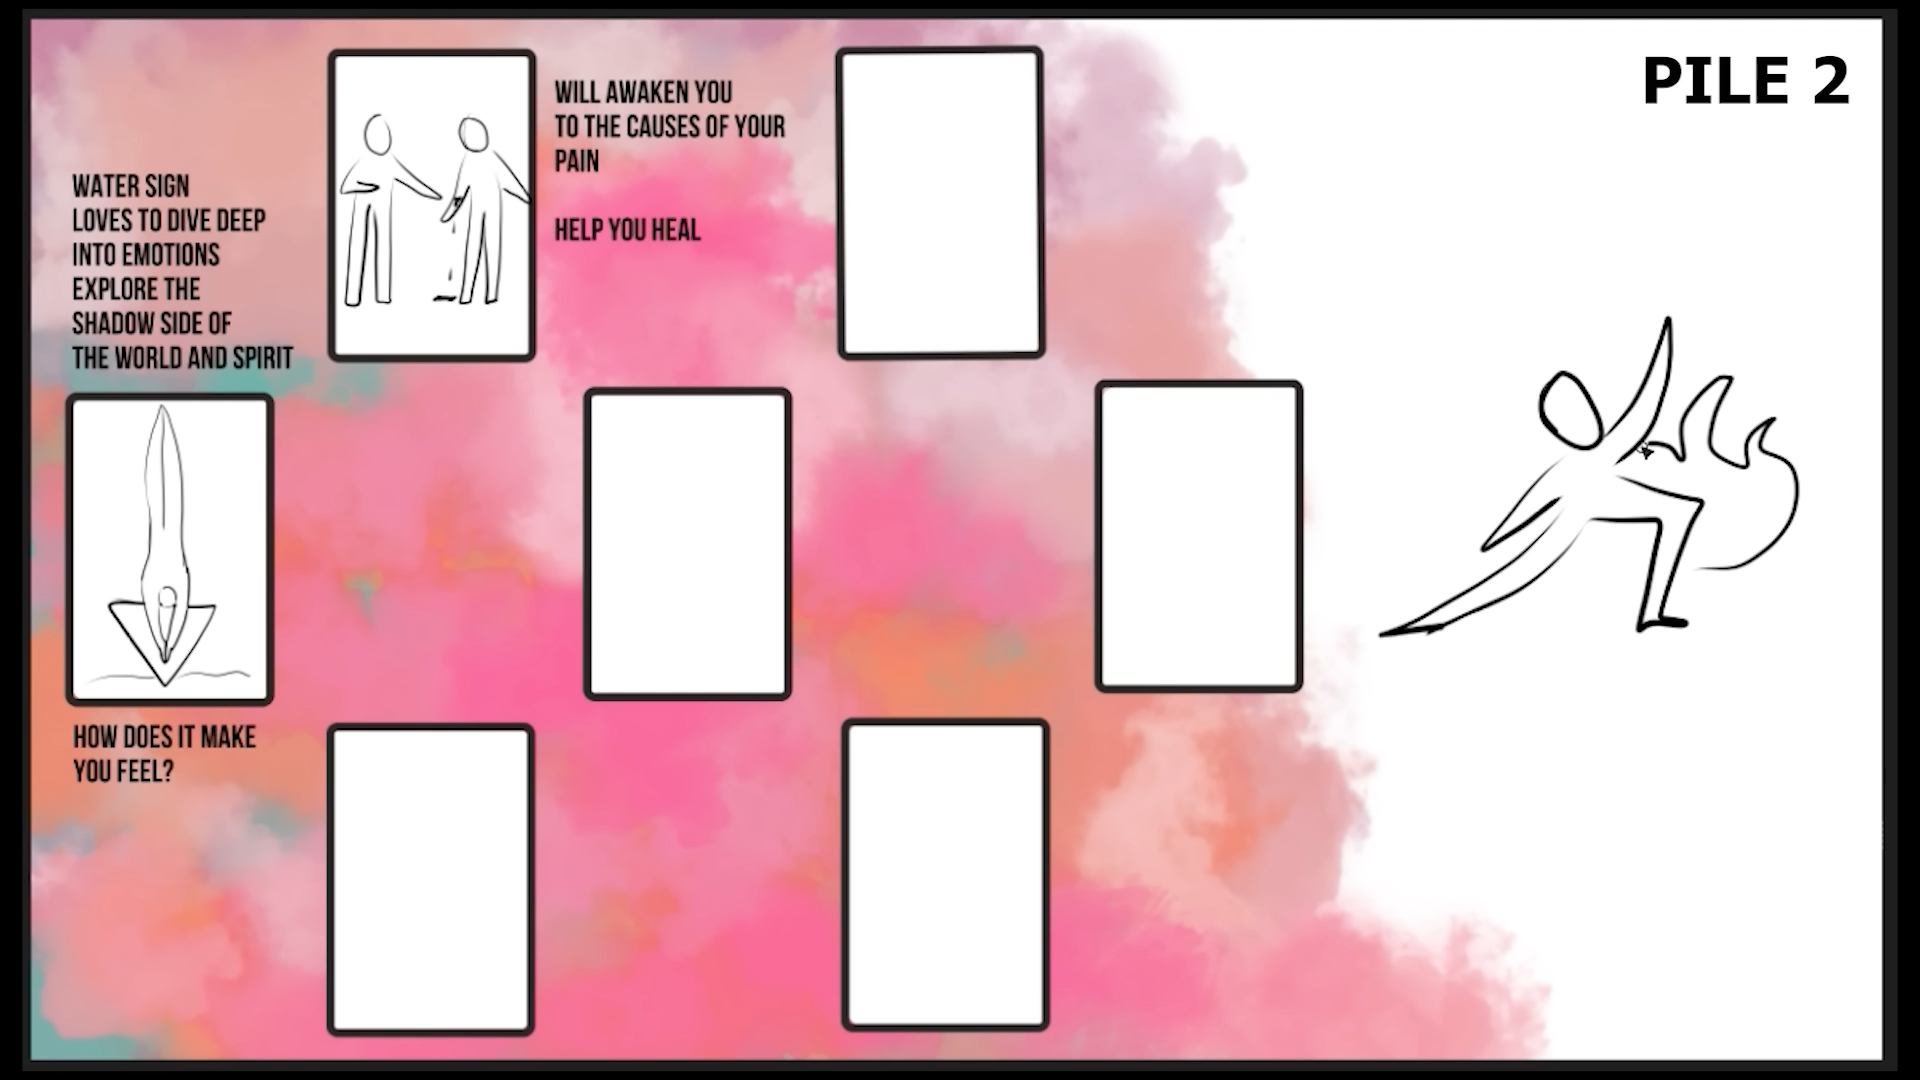 PILE 2
WILL AWAKEN YOU
TO THE CAUSES OF YOUR
PAIN
HELP YOU HEAL
WATER SIGN
LOVES TO DIVE DEEP
INTO EMOTIONS
EXPLORE THE
SHADOW SIDE OF
THE WORLD AND SPIRIT
HOW DOES IT MAKE
YOU FEEL?